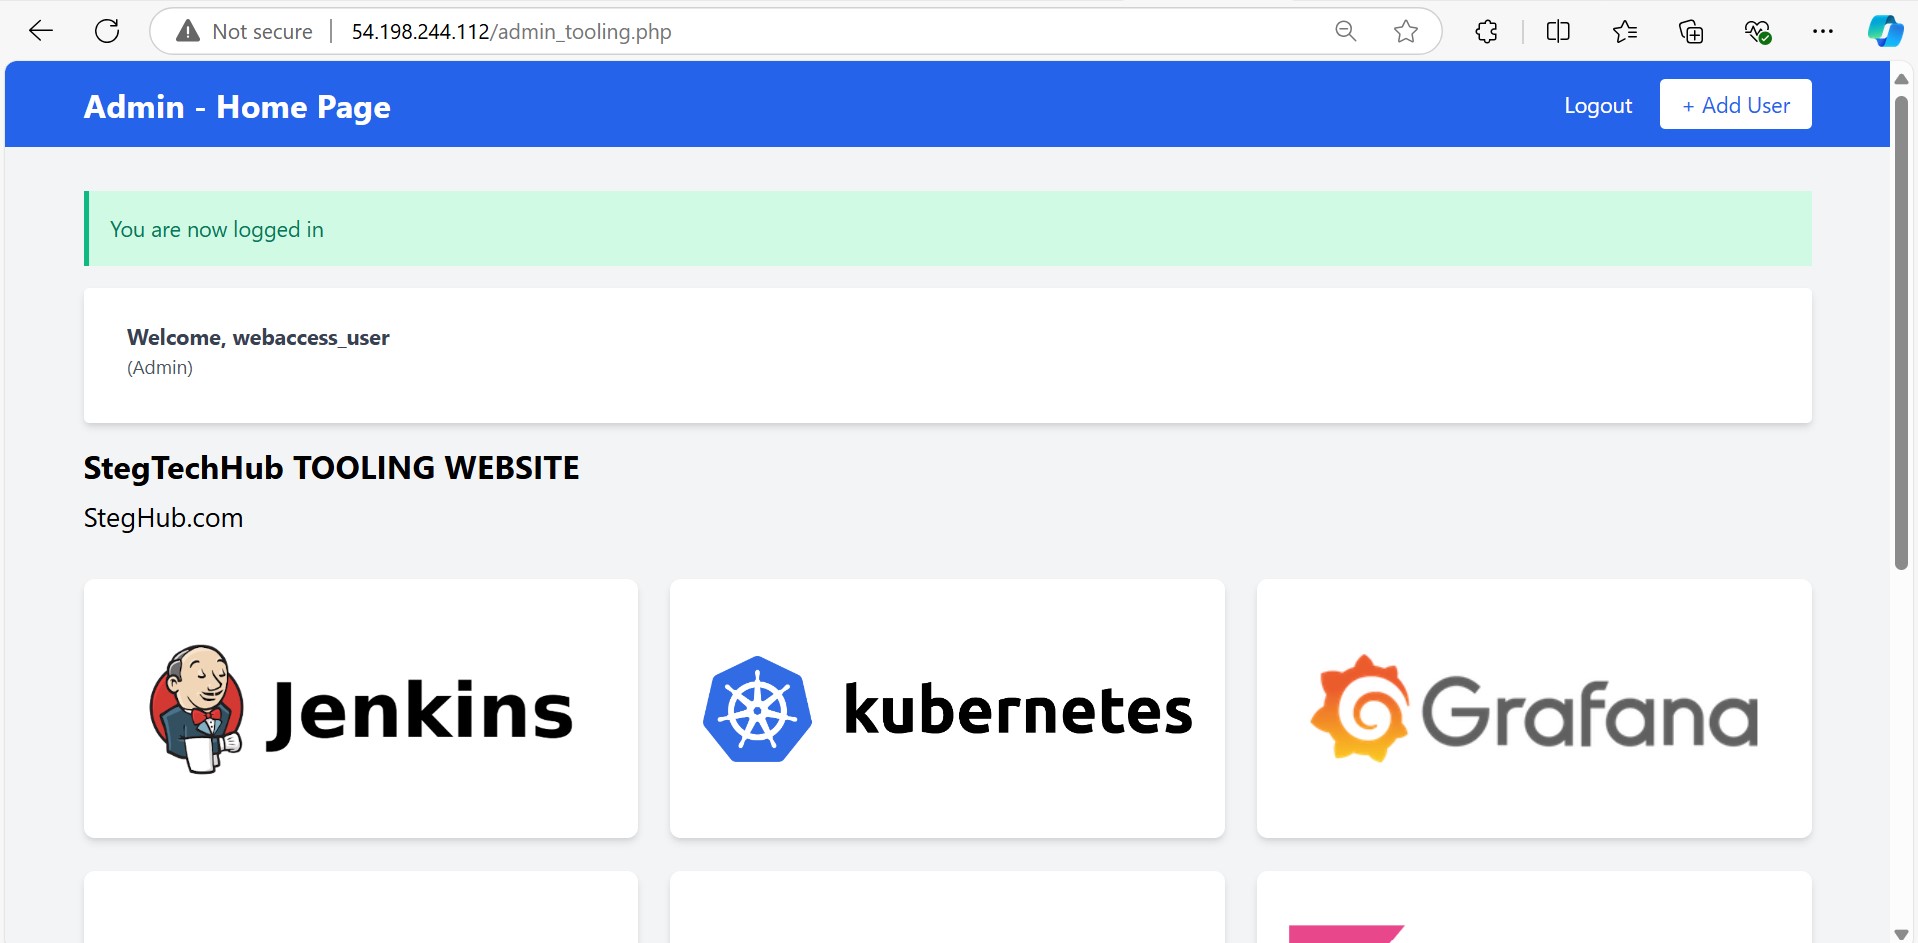 Not secure
54.198.244.112/admin_tooling.php
Admin - Home Page
Logout
+ Add User
You are now logged in
Welcome, webaccess_user
(Admin)
StegTechHub TOOLING WEBSITE
StegHub.com
Jenkins
kubernetes
Grafana